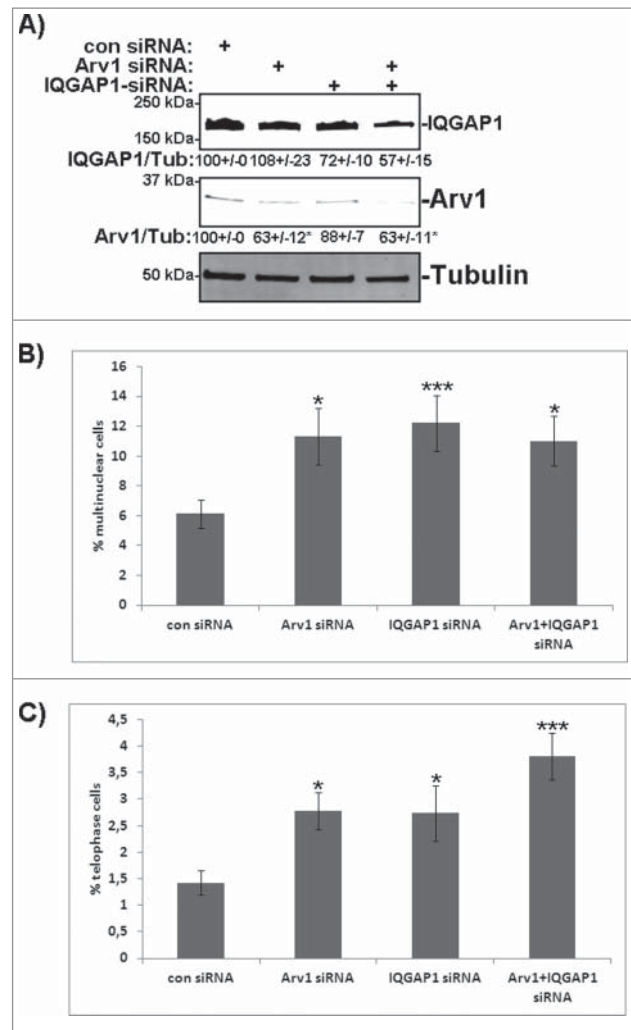 A)
con siRNA: +
Arv1 siRNA: + +
IQGAP1-siRNA: + +
250 kDa
-IQGAP1
150 kDa
IQGAP1/Tub: 100+/-0 108+/-23 72+/-10 57+/-15
37 kDa
-Arv1
Arv1/Tub: 100+/-0 63+/-12* 88+/-7 63+/-11*
50 kDa -Tubulin
B)
% multinuclear cells
16
14
12
10
8
6
4
2
0
* *** *
con siRNA Arv1 siRNA IQGAP1 siRNA Arv1+IQGAP1
siRNA
C)
% telophase cells
4,5
4
3,5
3
2,5
2
1,5
1
0,5
0
* * ***
con siRNA Arv1 siRNA IQGAP1 siRNA Arv1+IQGAP1
siRNA